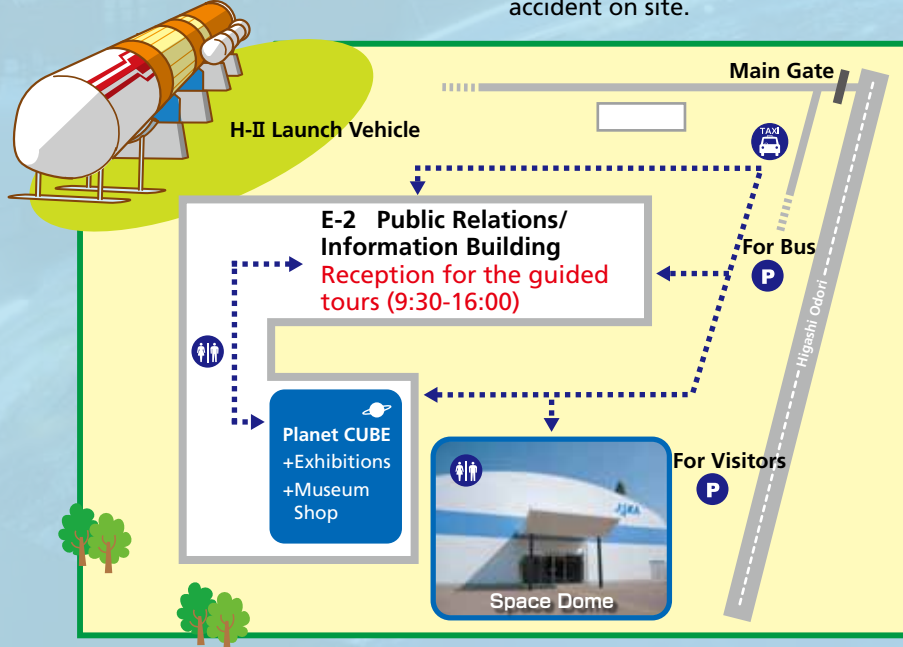 accident on site.
Main Gate
TAXI
H-II Launch Vehicle
E-2 Public Relations/
Information Building
Reception for the guided
tours (9:30-16:00)
For Bus
P
Higashi Odori
Planet CUBE
+Exhibitions
+Museum
Shop
For Visitors
P
JAXA
Space Dome